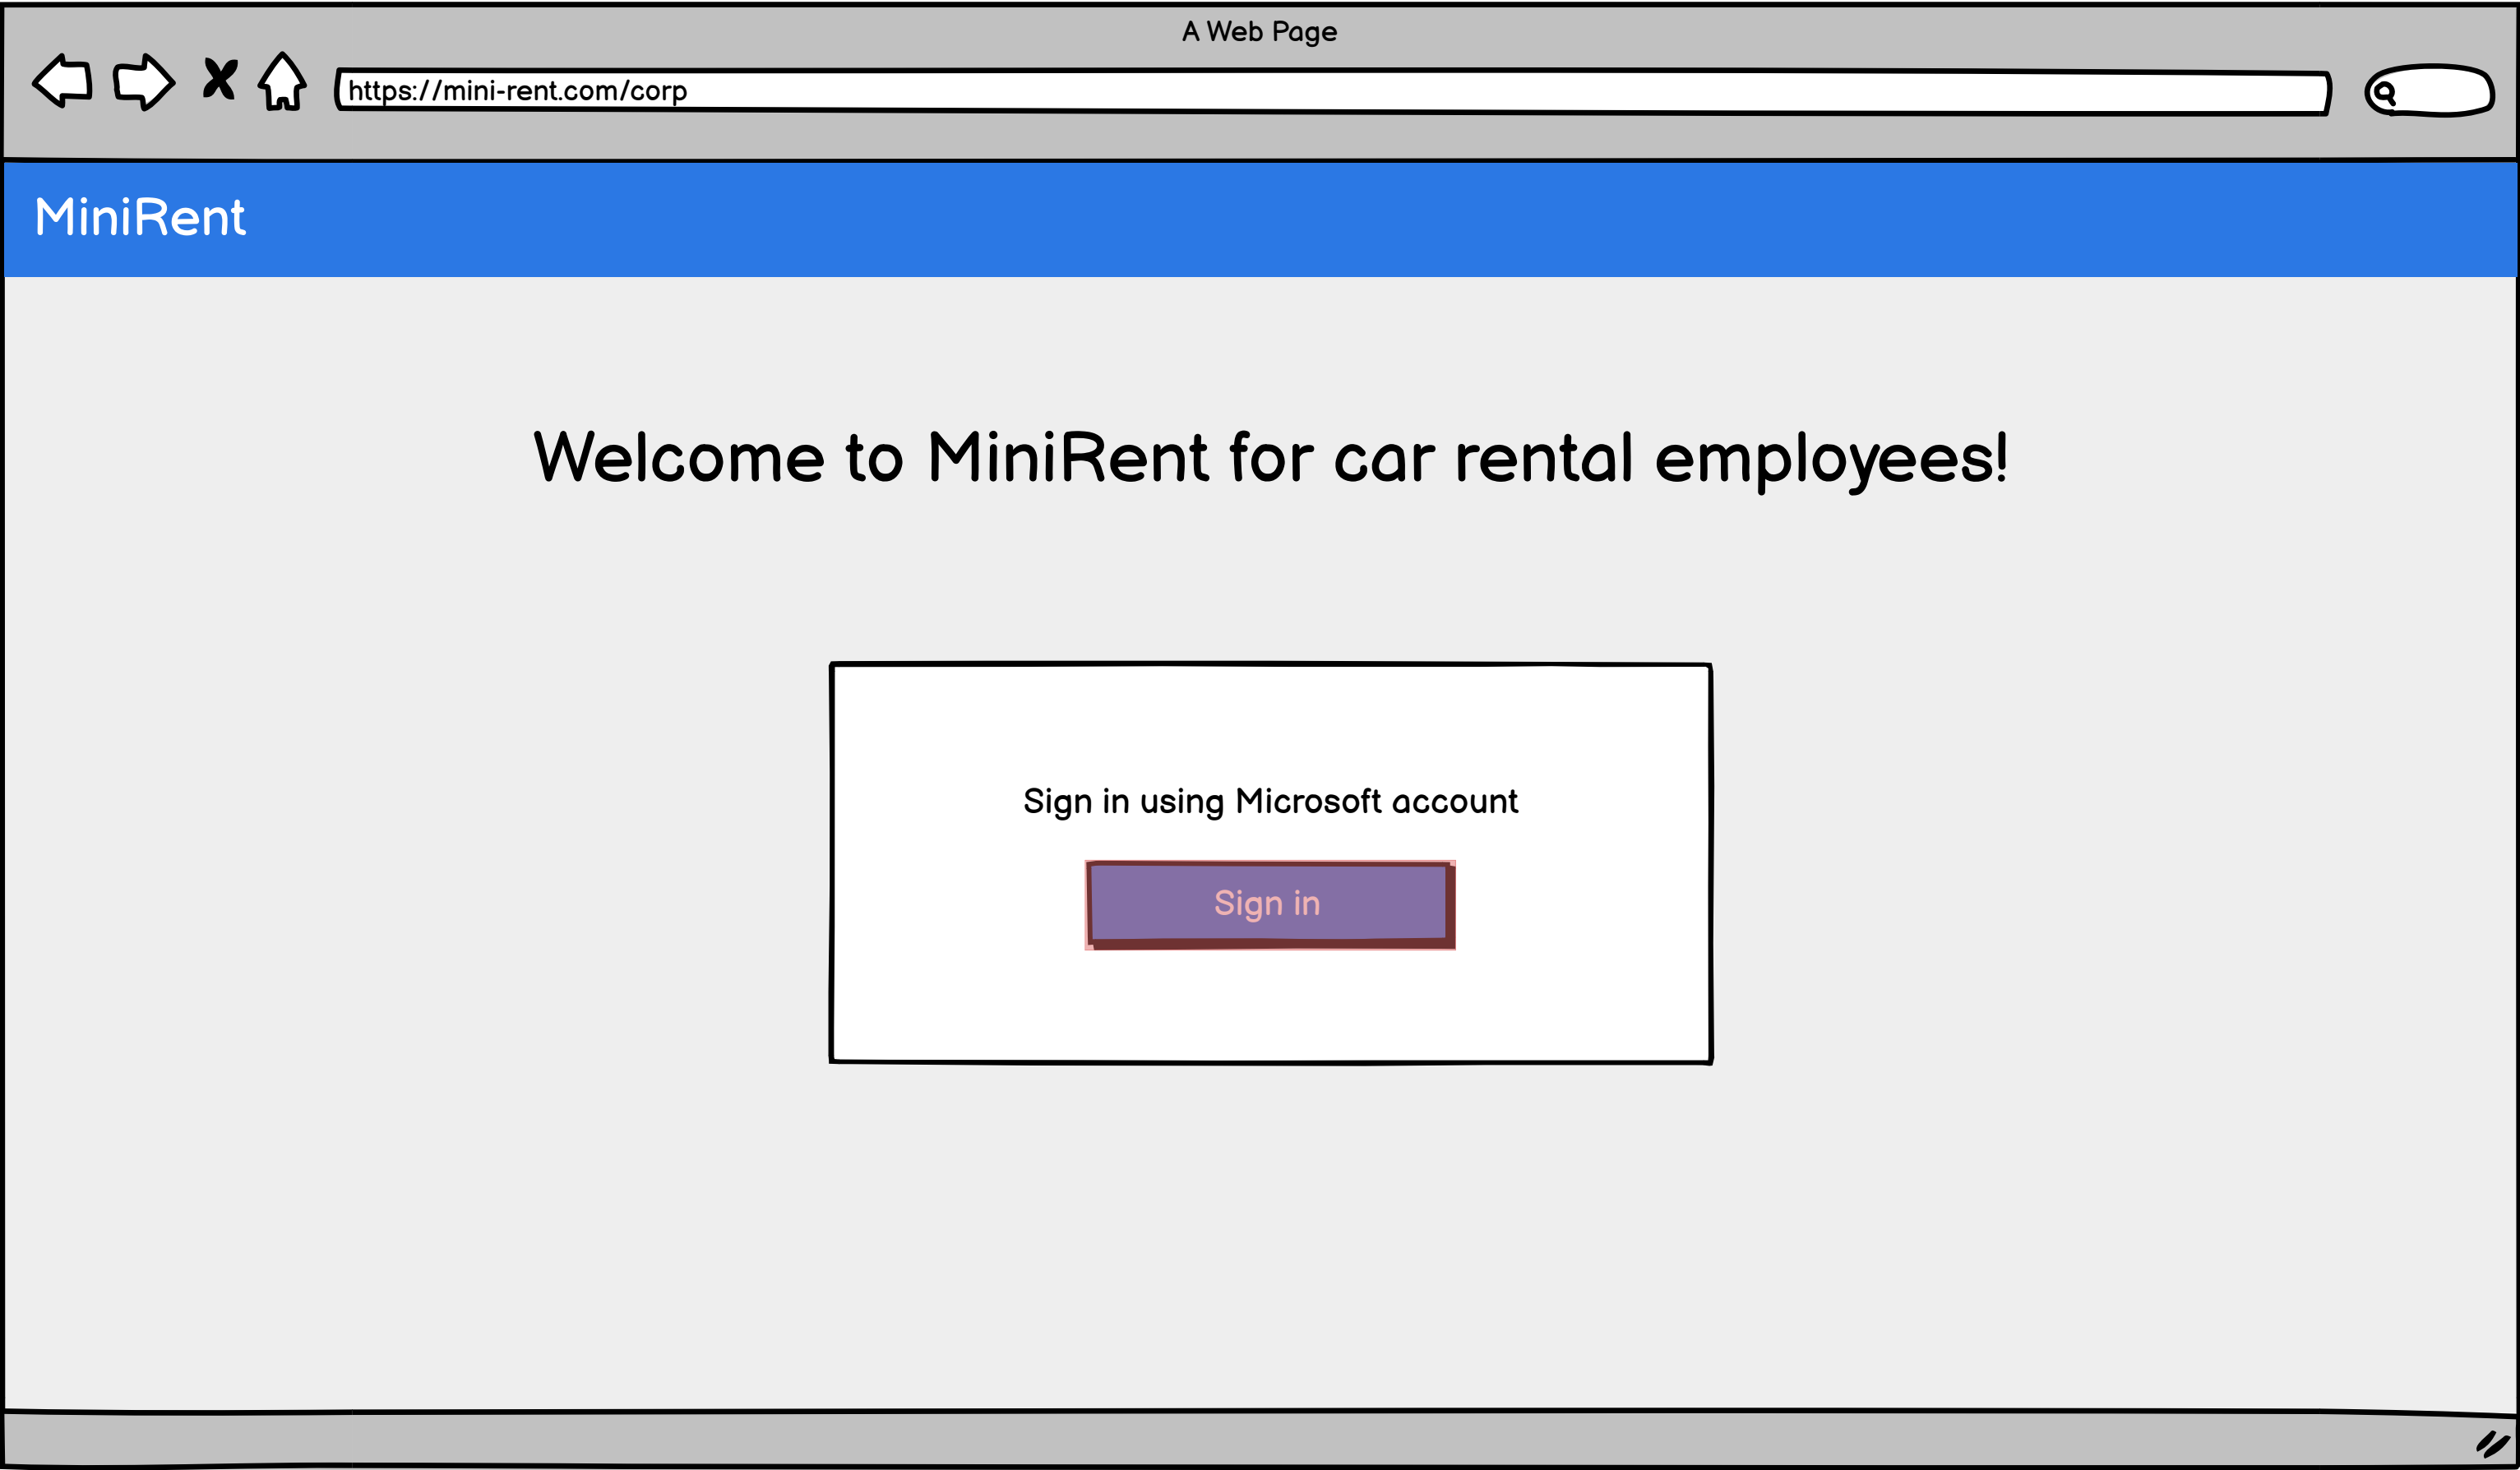 A Web Page
https://mini-rent.com/corp
MiniRent
Welcome to MiniRent for car rental employees!
Sign in using Microsoft account
Sign in